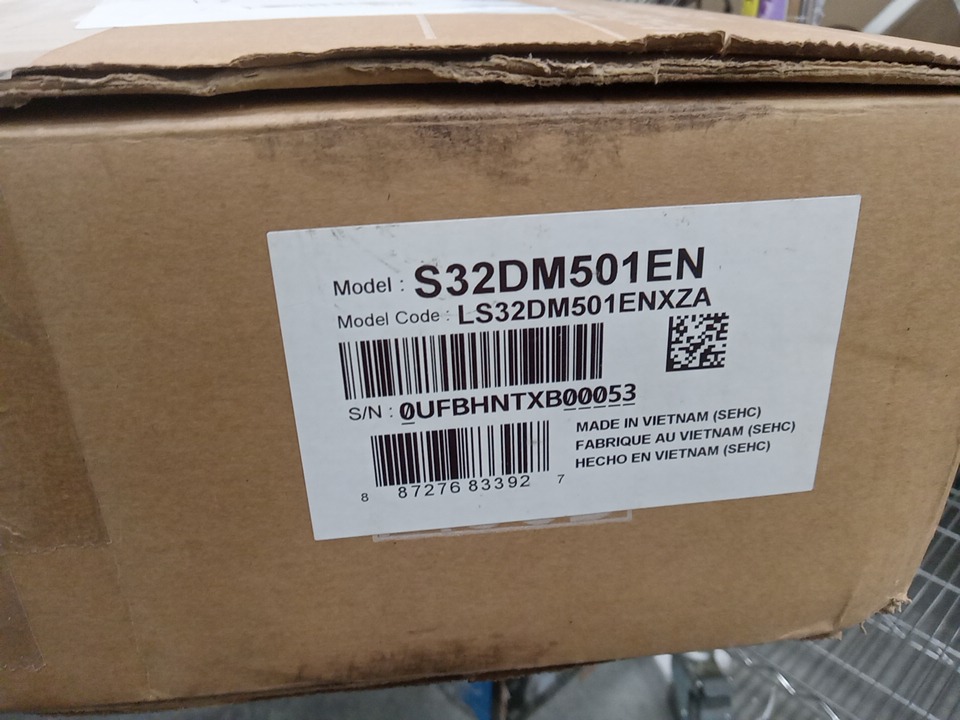 Model : S32DM501EN
Model Code : LS32DM501ENXZA
S/N : 0UFBHNTXB00053
MADE IN VIETNAM (SEHC)
FABRIQUE AU VIETNAM (SEHC)
HECHO EN VIETNAM (SEHC)
8 87276 83392 7